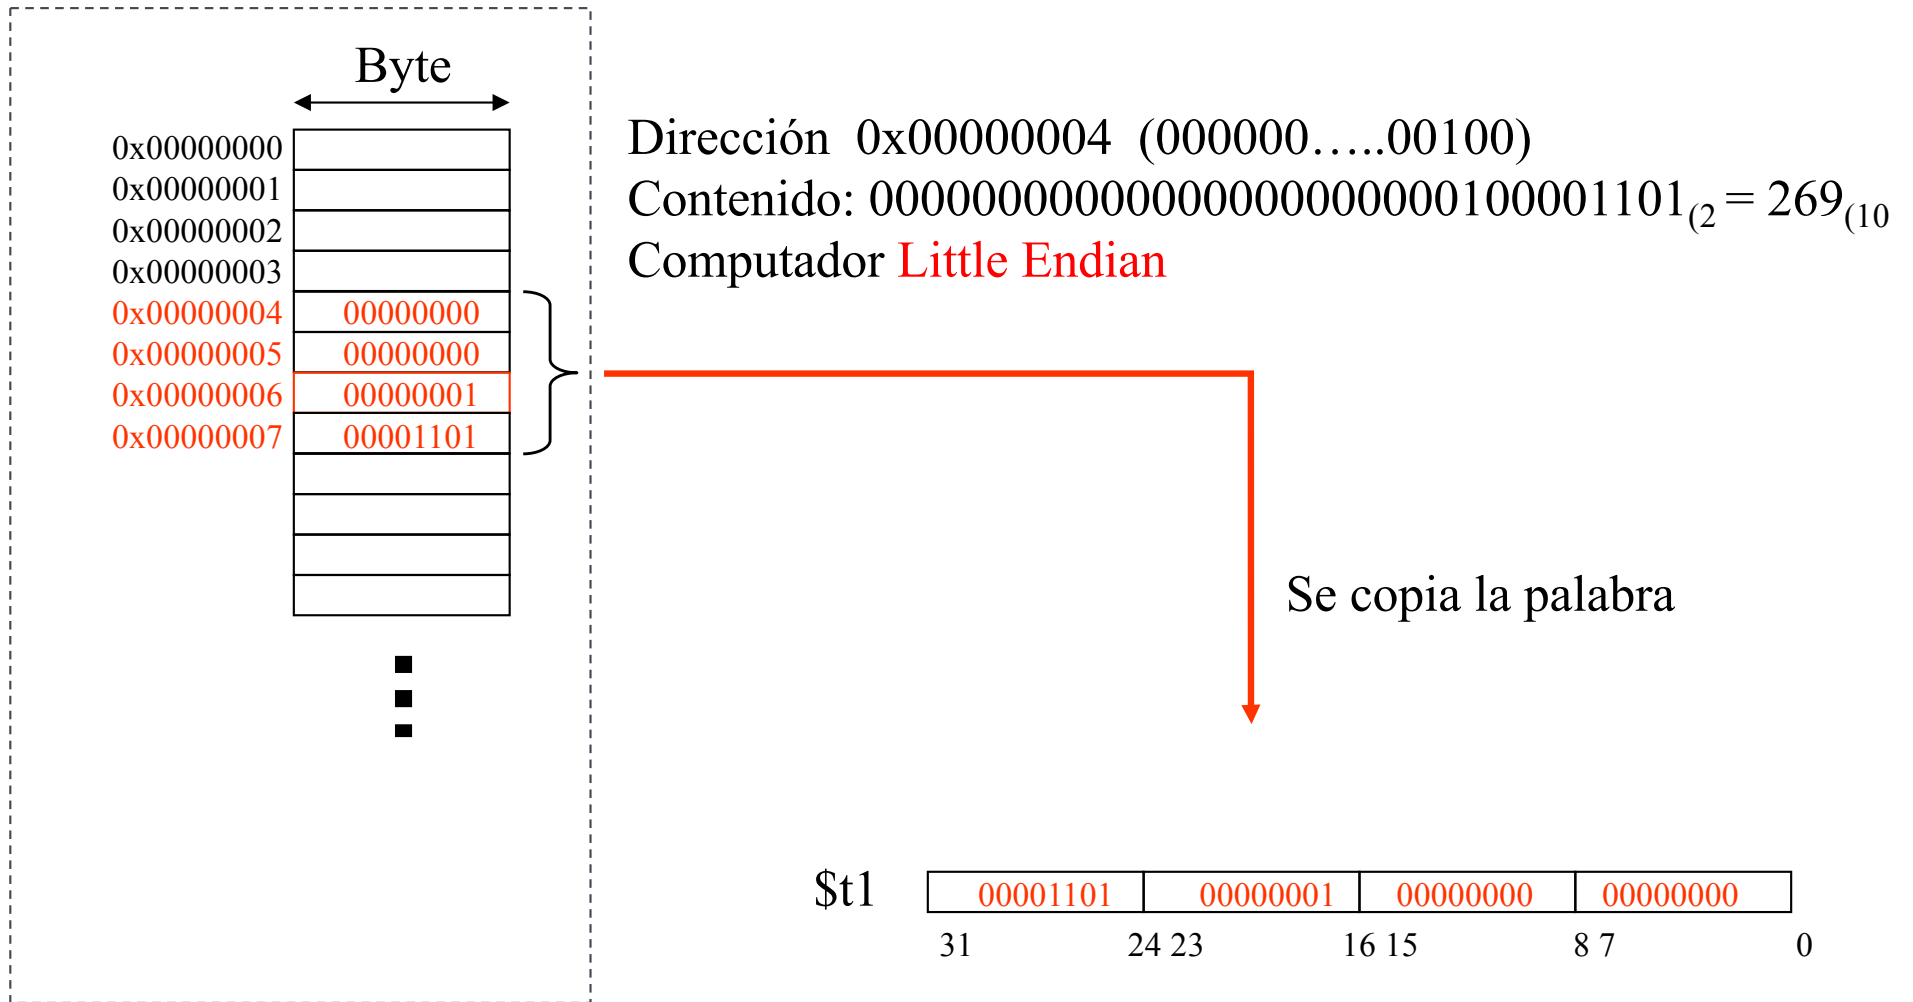 Byte
0x00000000
0x00000001
0x00000002
0x00000003
0x00000004 00000000
0x00000005 00000000
0x00000006 00000001
0x00000007 00001101
Dirección 0x00000004 (000000…..00100)
Contenido: 00000000000000000000000100001101(2 = 269(10
Computador Little Endian
Se copia la palabra
$t1 00001101 00000001 00000000 00000000
31 24 23 16 15 8 7 0